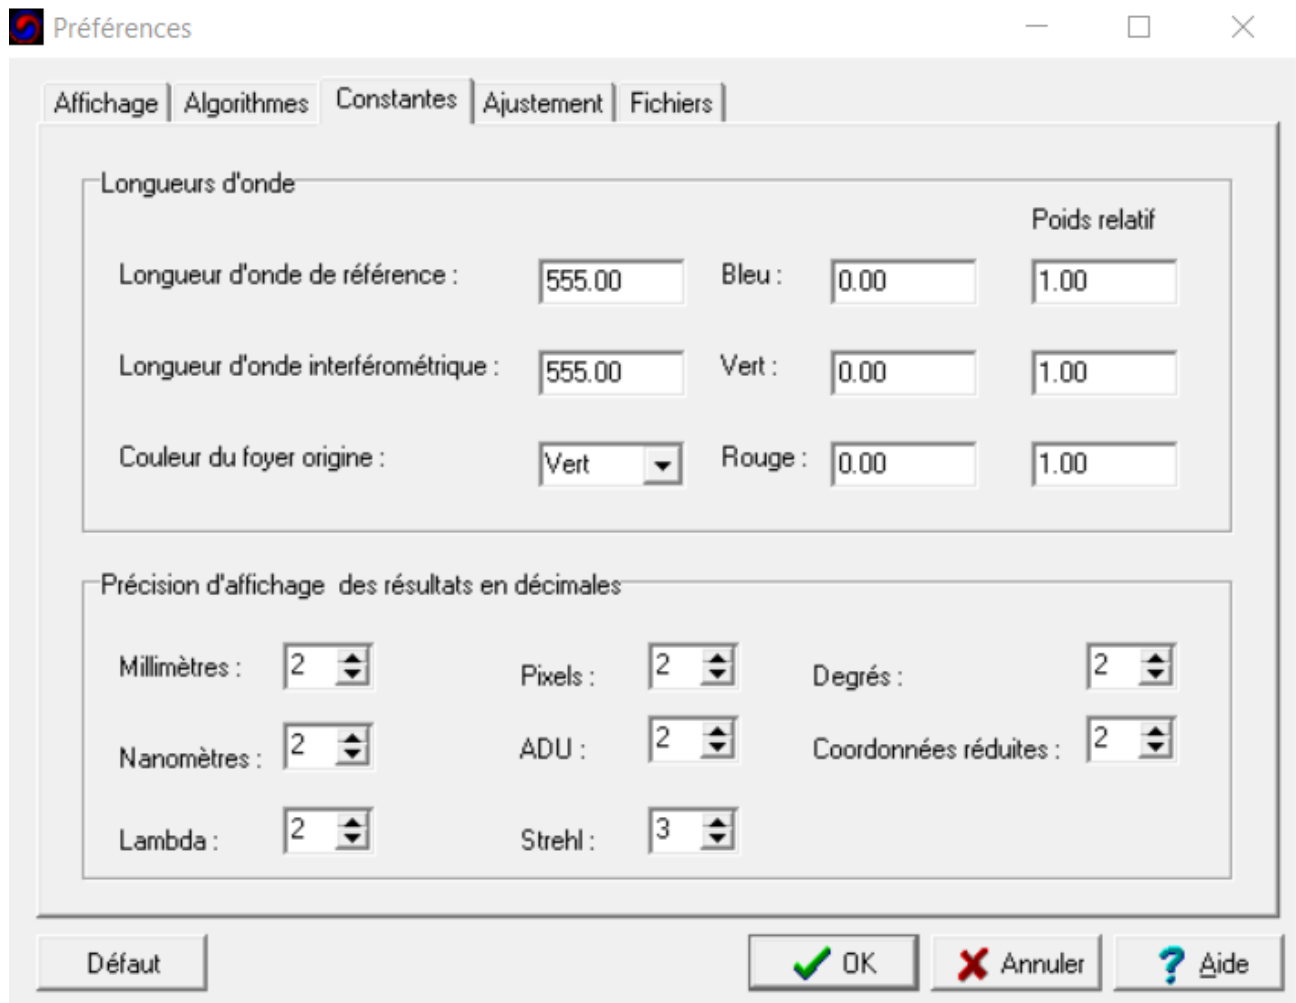 Préférences
Affichage Algorithmes Constantes Ajustement Fichiers
Longueurs d'onde
Poids relatif
Longueur d'onde de référence : 555.00 Bleu : 0.00 1.00
Longueur d'onde interférométrique : 555.00 Vert : 0.00 1.00
Couleur du foyer origine : Vert Rouge : 0.00 1.00
Précision d'affichage des résultats en décimales
Millimètres : 2 Pixels : 2 Degrés : 2
Nanomètres : 2 ADU : 2 Coordonnées réduites : 2
Lambda : 2 Strehl : 3
Défaut OK Annuler Aide